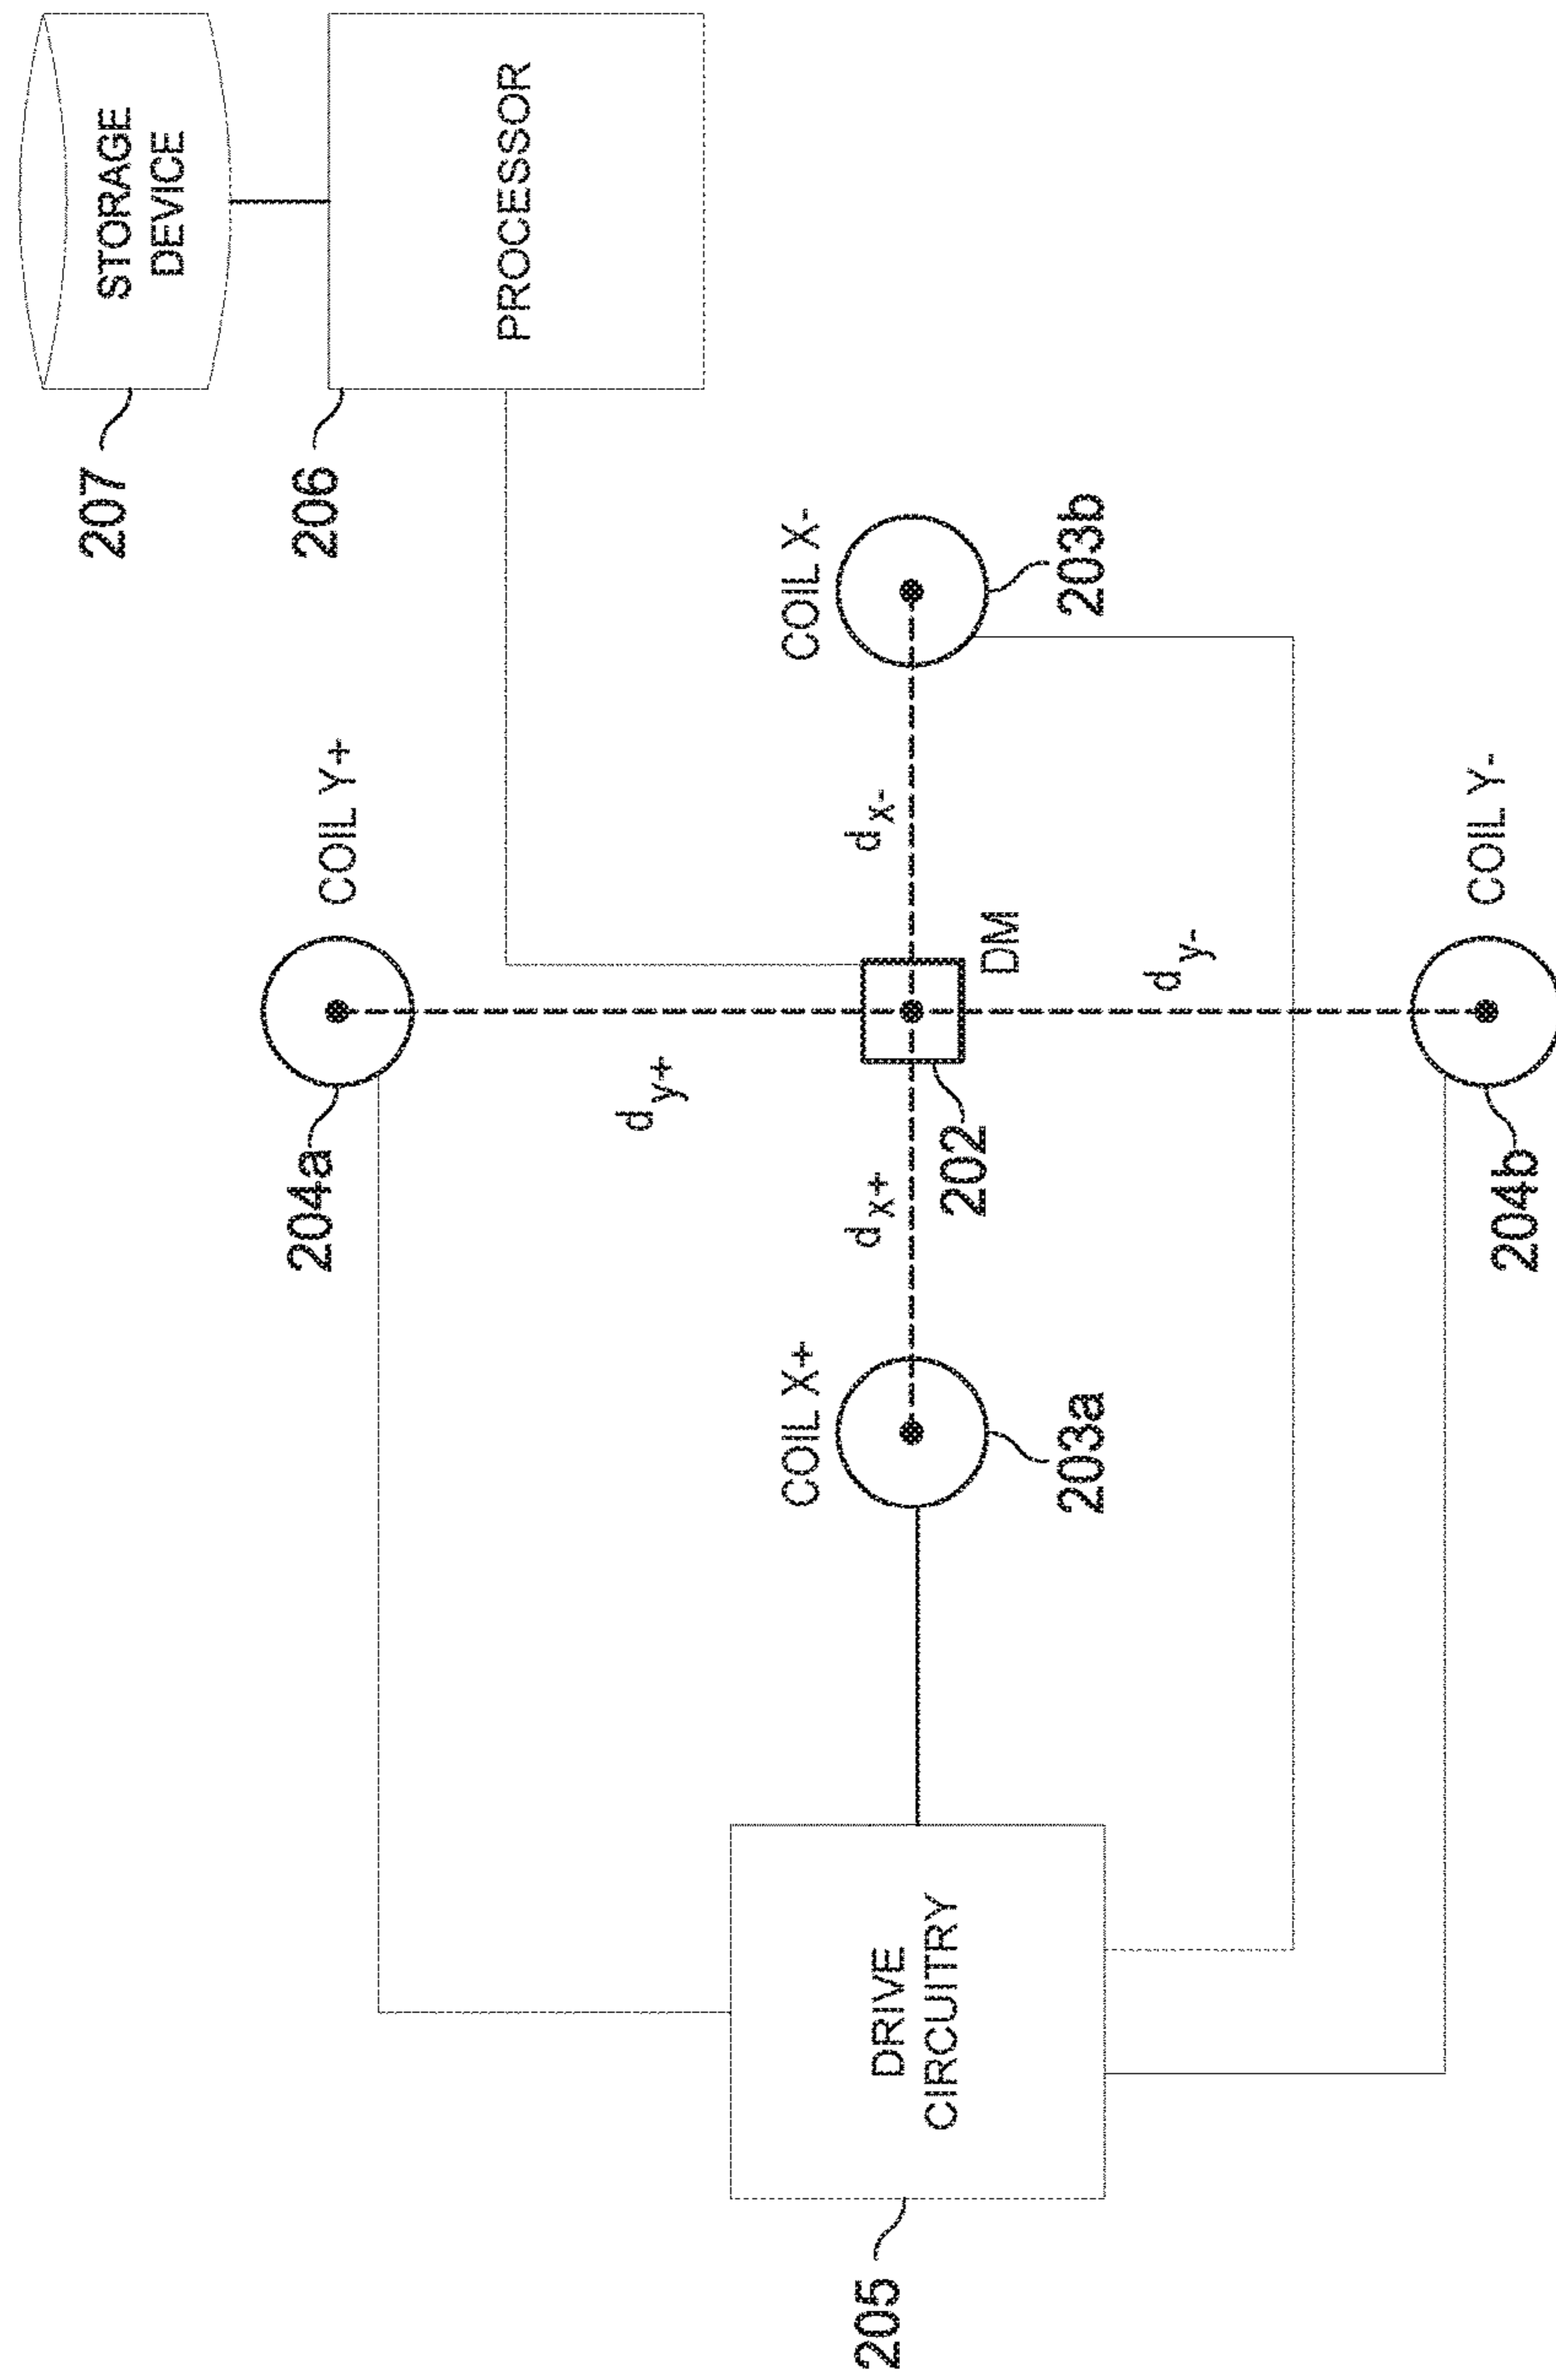 STORAGE
DEVICE
207
PROCESSOR
206
COIL Y+
204a
d y+
COIL X-
203b
d x-
DM
202
d x+
COIL X+
203a
d y-
COIL Y-
204b
DRIVE
CIRCUITRY
205